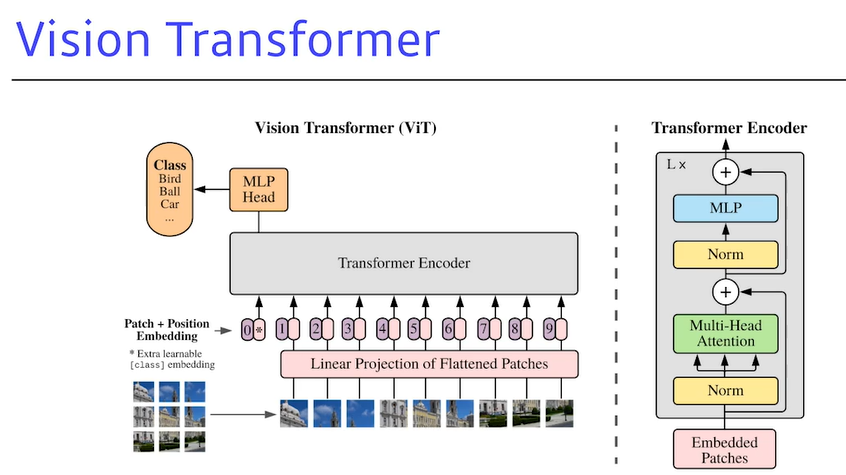 Vision Transformer
Vision Transformer (ViT)
Class
Bird
Ball
Car
...
MLP
Head
Transformer Encoder
Patch + Position
Embedding
0 * 1 2 3 4 5 6 7 8 9
* Extra learnable
[class] embedding
Linear Projection of Flattened Patches
Transformer Encoder
L x
+
MLP
Norm
+
Multi-Head
Attention
Norm
Embedded
Patches